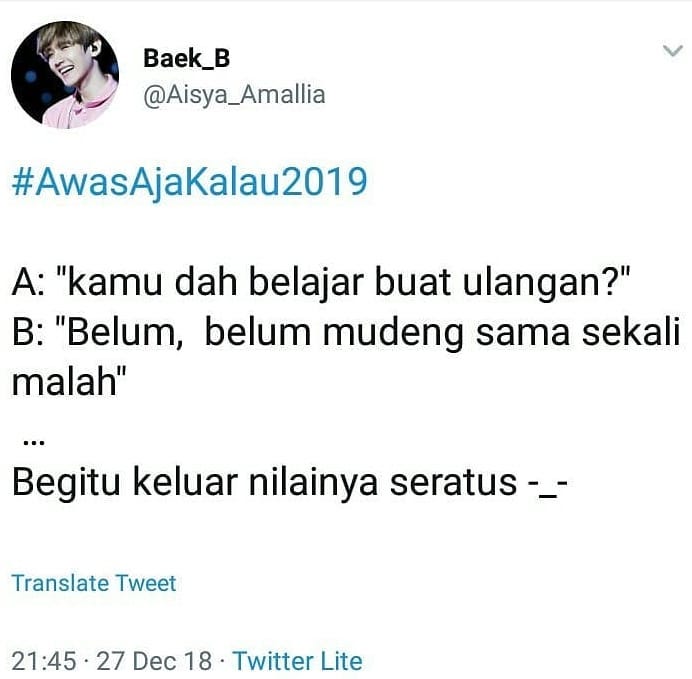 Baek_B
@Aisya_Amallia
#AwasAjaKalau2019
A: "kamu dah belajar buat ulangan?"
B: "Belum,  belum mudeng sama sekali
malah"
...
Begitu keluar nilainya seratus -_-
Translate Tweet
21:45 · 27 Dec 18 · Twitter Lite